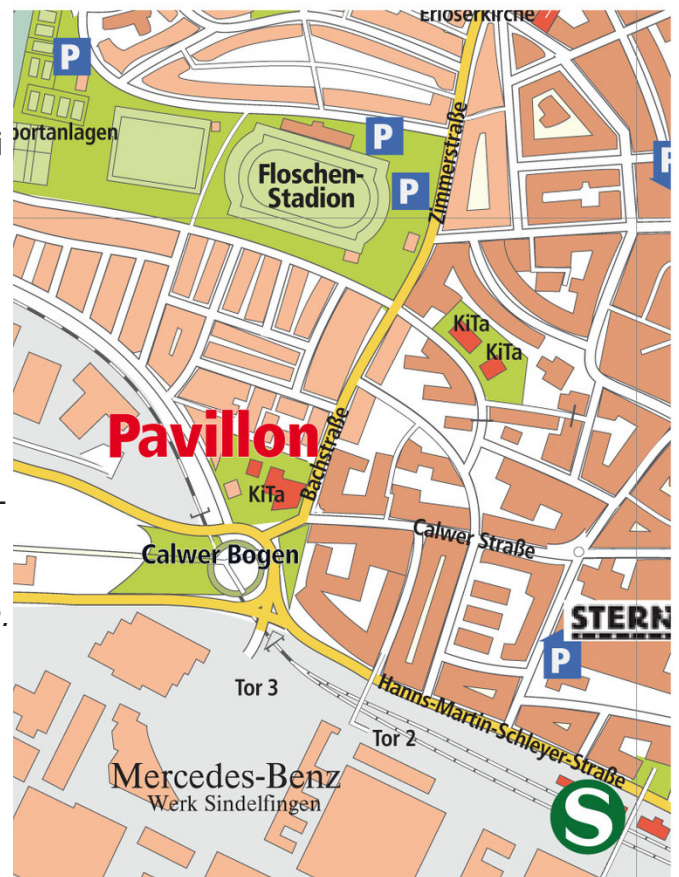 Erlöserkirche
P
portanlagen
i
P
Floschen-
Stadion
P
Zimmerstraße
P
KiTa
KiTa
Pavillon
Bachstraße
KiTa
Calwer Straße
Calwer Bogen
STERN
P
Tor 3
Hanns-Martin-Schleyer-Straße
Tor 2
Mercedes-Benz
Werk Sindelfingen
S